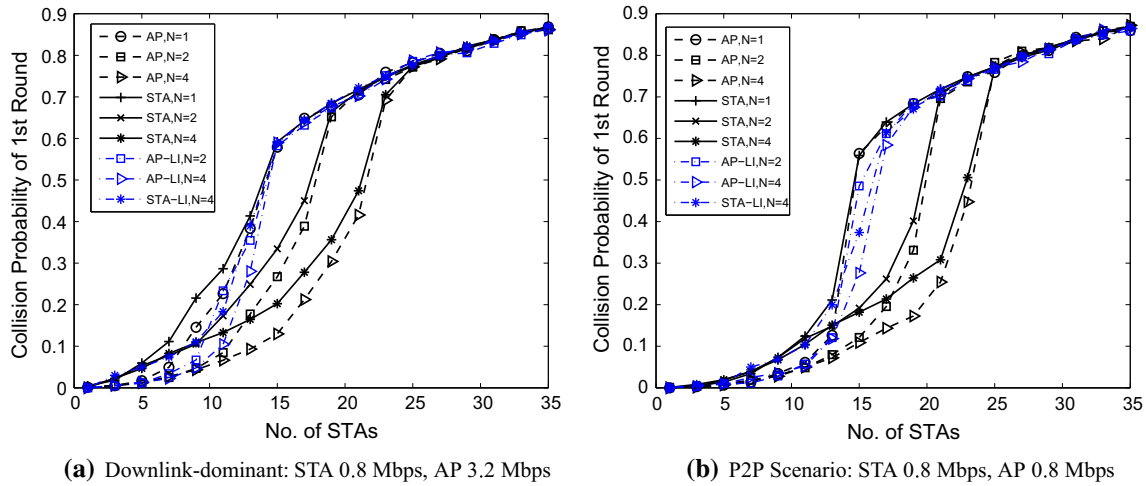 Collision Probability of 1st Round
0.9
0.8
0.7
0.6
0.5
0.4
0.3
0.2
0.1
0
AP,N=1
AP,N=2
AP,N=4
STA,N=1
STA,N=2
STA,N=4
AP−LI,N=2
AP−LI,N=4
STA−LI,N=4
0 5 10 15 20 25 30 35
No. of STAs
(a) Downlink-dominant: STA 0.8 Mbps, AP 3.2 Mbps
Collision Probability of 1st Round
0.9
0.8
0.7
0.6
0.5
0.4
0.3
0.2
0.1
0
AP,N=1
AP,N=2
AP,N=4
STA,N=1
STA,N=2
STA,N=4
AP−LI,N=2
AP−LI,N=4
STA−LI,N=4
0 5 10 15 20 25 30 35
No. of STAs
(b) P2P Scenario: STA 0.8 Mbps, AP 0.8 Mbps